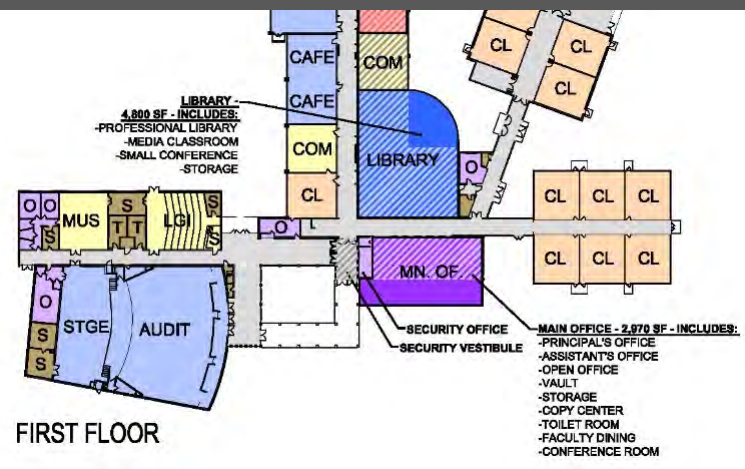 CL
CL
CL
CAFE
COM
CAFE
LIBRARY -
4,800 SF - INCLUDES:
-PROFESSIONAL LIBRARY
-MEDIA CLASSROOM
-SMALL CONFERENCE
-STORAGE
COM
LIBRARY
O
CL
CL
CL
CL
O
O
S
MUS
S
T
T
LGI
S
S
O
L
CL
CL
CL
MN. OF
O
STGE
AUDIT
S
S
SECURITY OFFICE
SECURITY VESTIBULE
MAIN OFFICE - 2,970 SF - INCLUDES:
-PRINCIPAL'S OFFICE
-ASSISTANT'S OFFICE
-OPEN OFFICE
-VAULT
-STORAGE
-COPY CENTER
-TOILET ROOM
-FACULTY DINING
-CONFERENCE ROOM
FIRST FLOOR